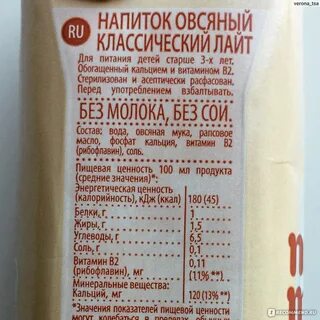 verona_tsa
RU
НАПИТОК ОВСЯНЫЙ
КЛАССИЧЕСКИЙ ЛАЙТ
Для питания детей старше 3-х лет.
Обогащенный кальцием и витамином В2.
Стерилизован и асептически расфасован.
Перед употреблением взбалтывать.
БЕЗ МОЛОКА, БЕЗ СОИ.
Состав: вода, овсяная мука, рапсовое
масло, фосфат кальция, витамин В2
(рибофлавин), соль.
Пищевая ценность 100 мл продукта
(средние значения)*:
Энергетическая ценность
(калорийность), кДж (ккал) 180 (45)
Белки, г 1
Жиры, г 1,5
Углеводы, г 6,5
Соль, г 0,1
Витамин В2 0,11
(рибофлавин), мг (11% **)
Минеральные вещества:
Кальций, мг 120 (13% **)
*Значения показателей пищевой ценности
могут колебаться в пределах